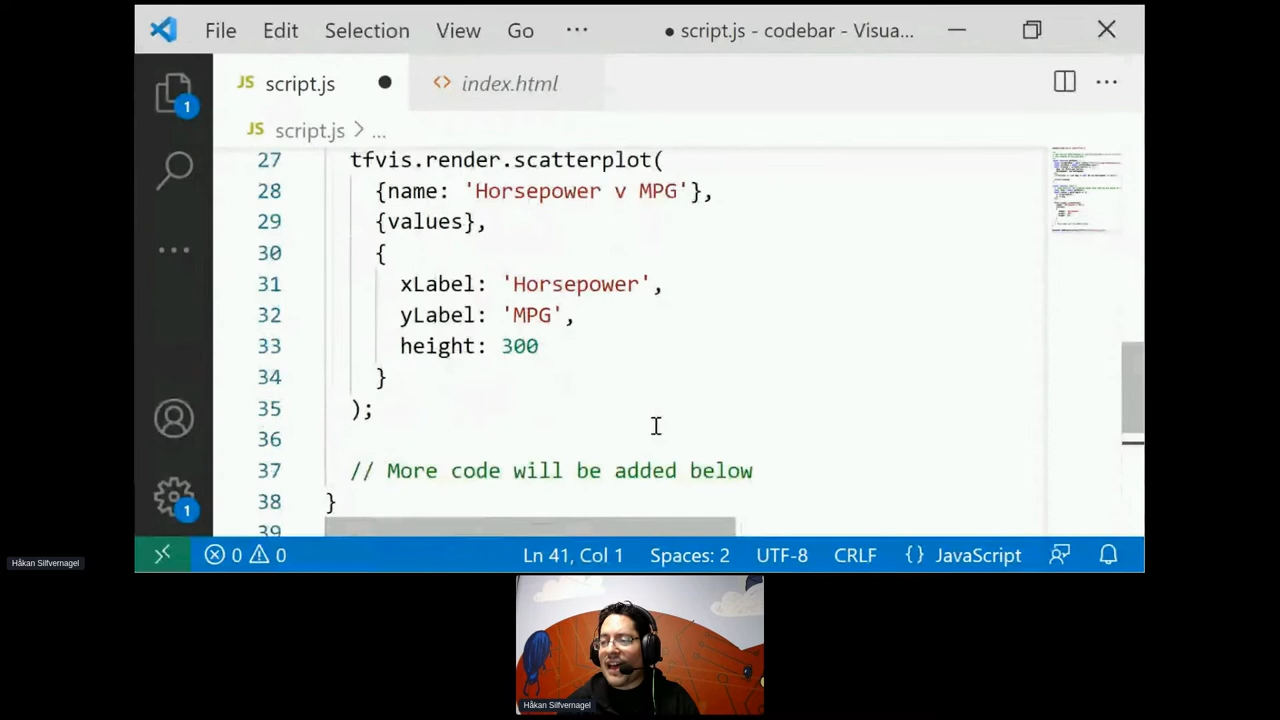 File Edit Selection View Go ··· ● script.js - codebar - Visua...
JS script.js ● <> index.html ···
1
JS script.js > ...
27 tfvis.render.scatterplot(
28 {name: 'Horsepower v MPG'},
29 {values},
30 {
31 xLabel: 'Horsepower',
32 yLabel: 'MPG',
33 height: 300
34 }
35 );
36
37 // More code will be added below
38 }
39
1
0 0 Ln 41, Col 1 Spaces: 2 UTF-8 CRLF {} JavaScript
Håkan Silfvernagel
Håkan Silfvernagel